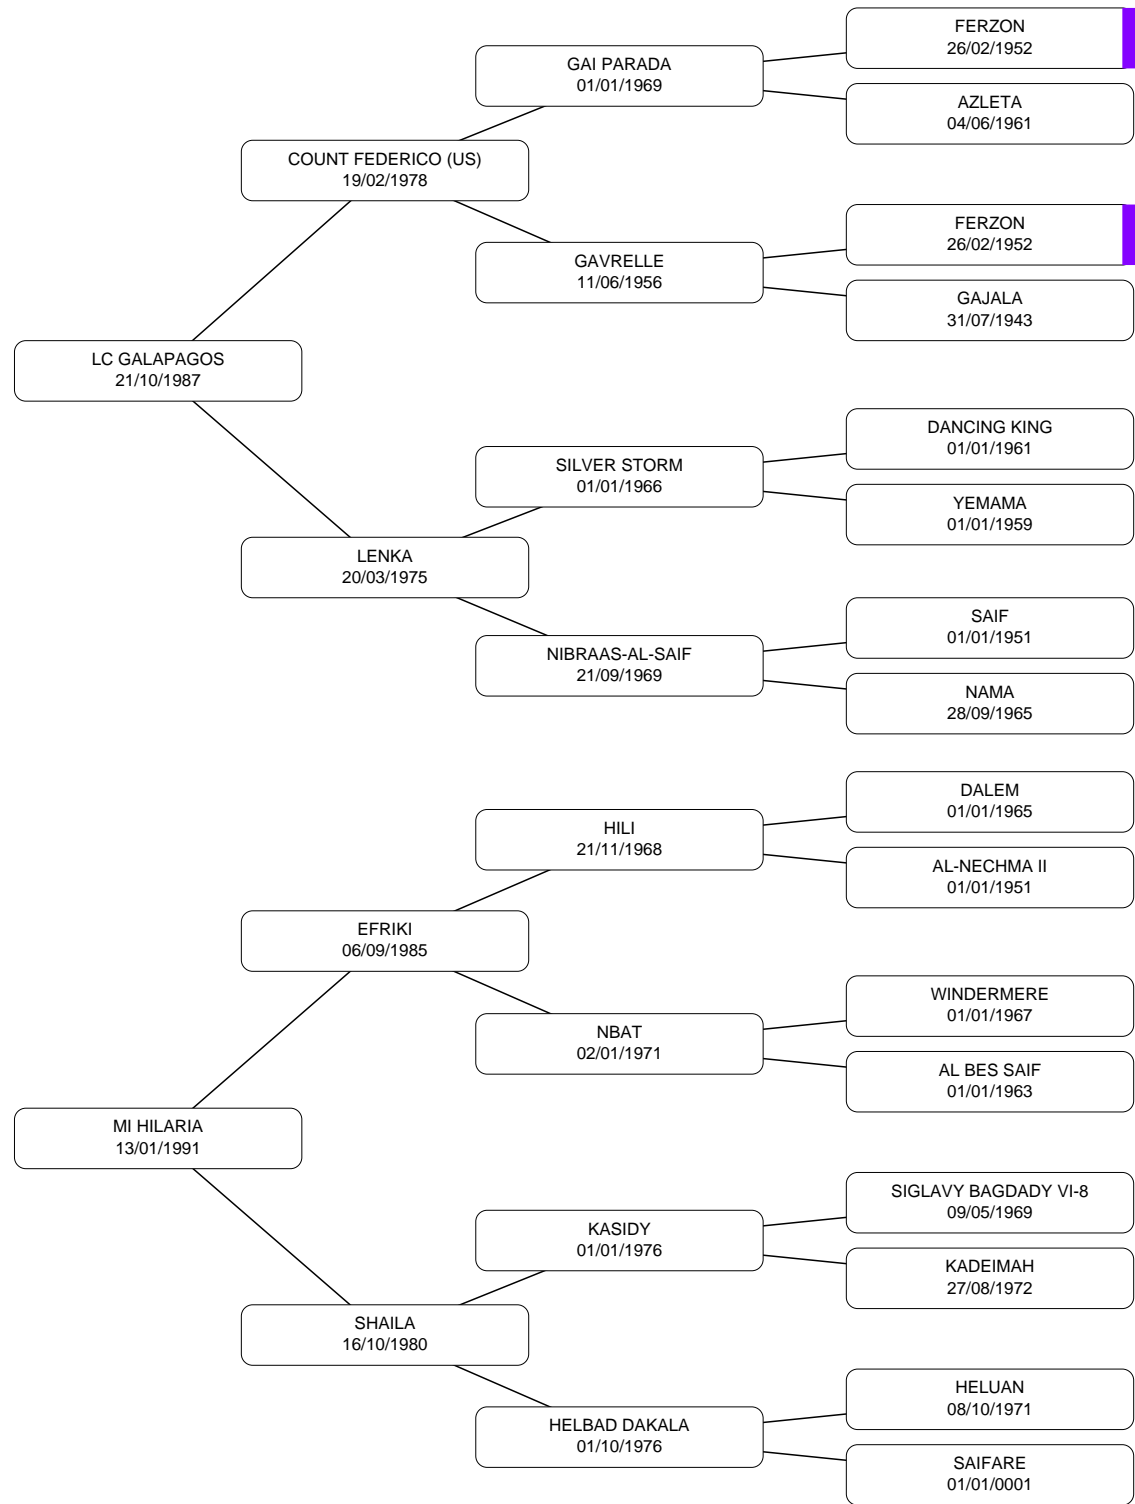 FERZON
26/02/1952
GAI PARADA
01/01/1969
AZLETA
04/06/1961
COUNT FEDERICO (US)
19/02/1978
FERZON
26/02/1952
GAVRELLE
11/06/1956
GAJALA
31/07/1943
LC GALAPAGOS
21/10/1987
DANCING KING
01/01/1961
SILVER STORM
01/01/1966
YEMAMA
01/01/1959
LENKA
20/03/1975
SAIF
01/01/1951
NIBRAAS-AL-SAIF
21/09/1969
NAMA
28/09/1965
DALEM
01/01/1965
HILI
21/11/1968
AL-NECHMA II
01/01/1951
EFRIKI
06/09/1985
WINDERMERE
01/01/1967
NBAT
02/01/1971
AL BES SAIF
01/01/1963
MI HILARIA
13/01/1991
SIGLAVY BAGDADY VI-8
09/05/1969
KASIDY
01/01/1976
KADEIMAH
27/08/1972
SHAILA
16/10/1980
HELUAN
08/10/1971
HELBAD DAKALA
01/10/1976
SAIFARE
01/01/0001